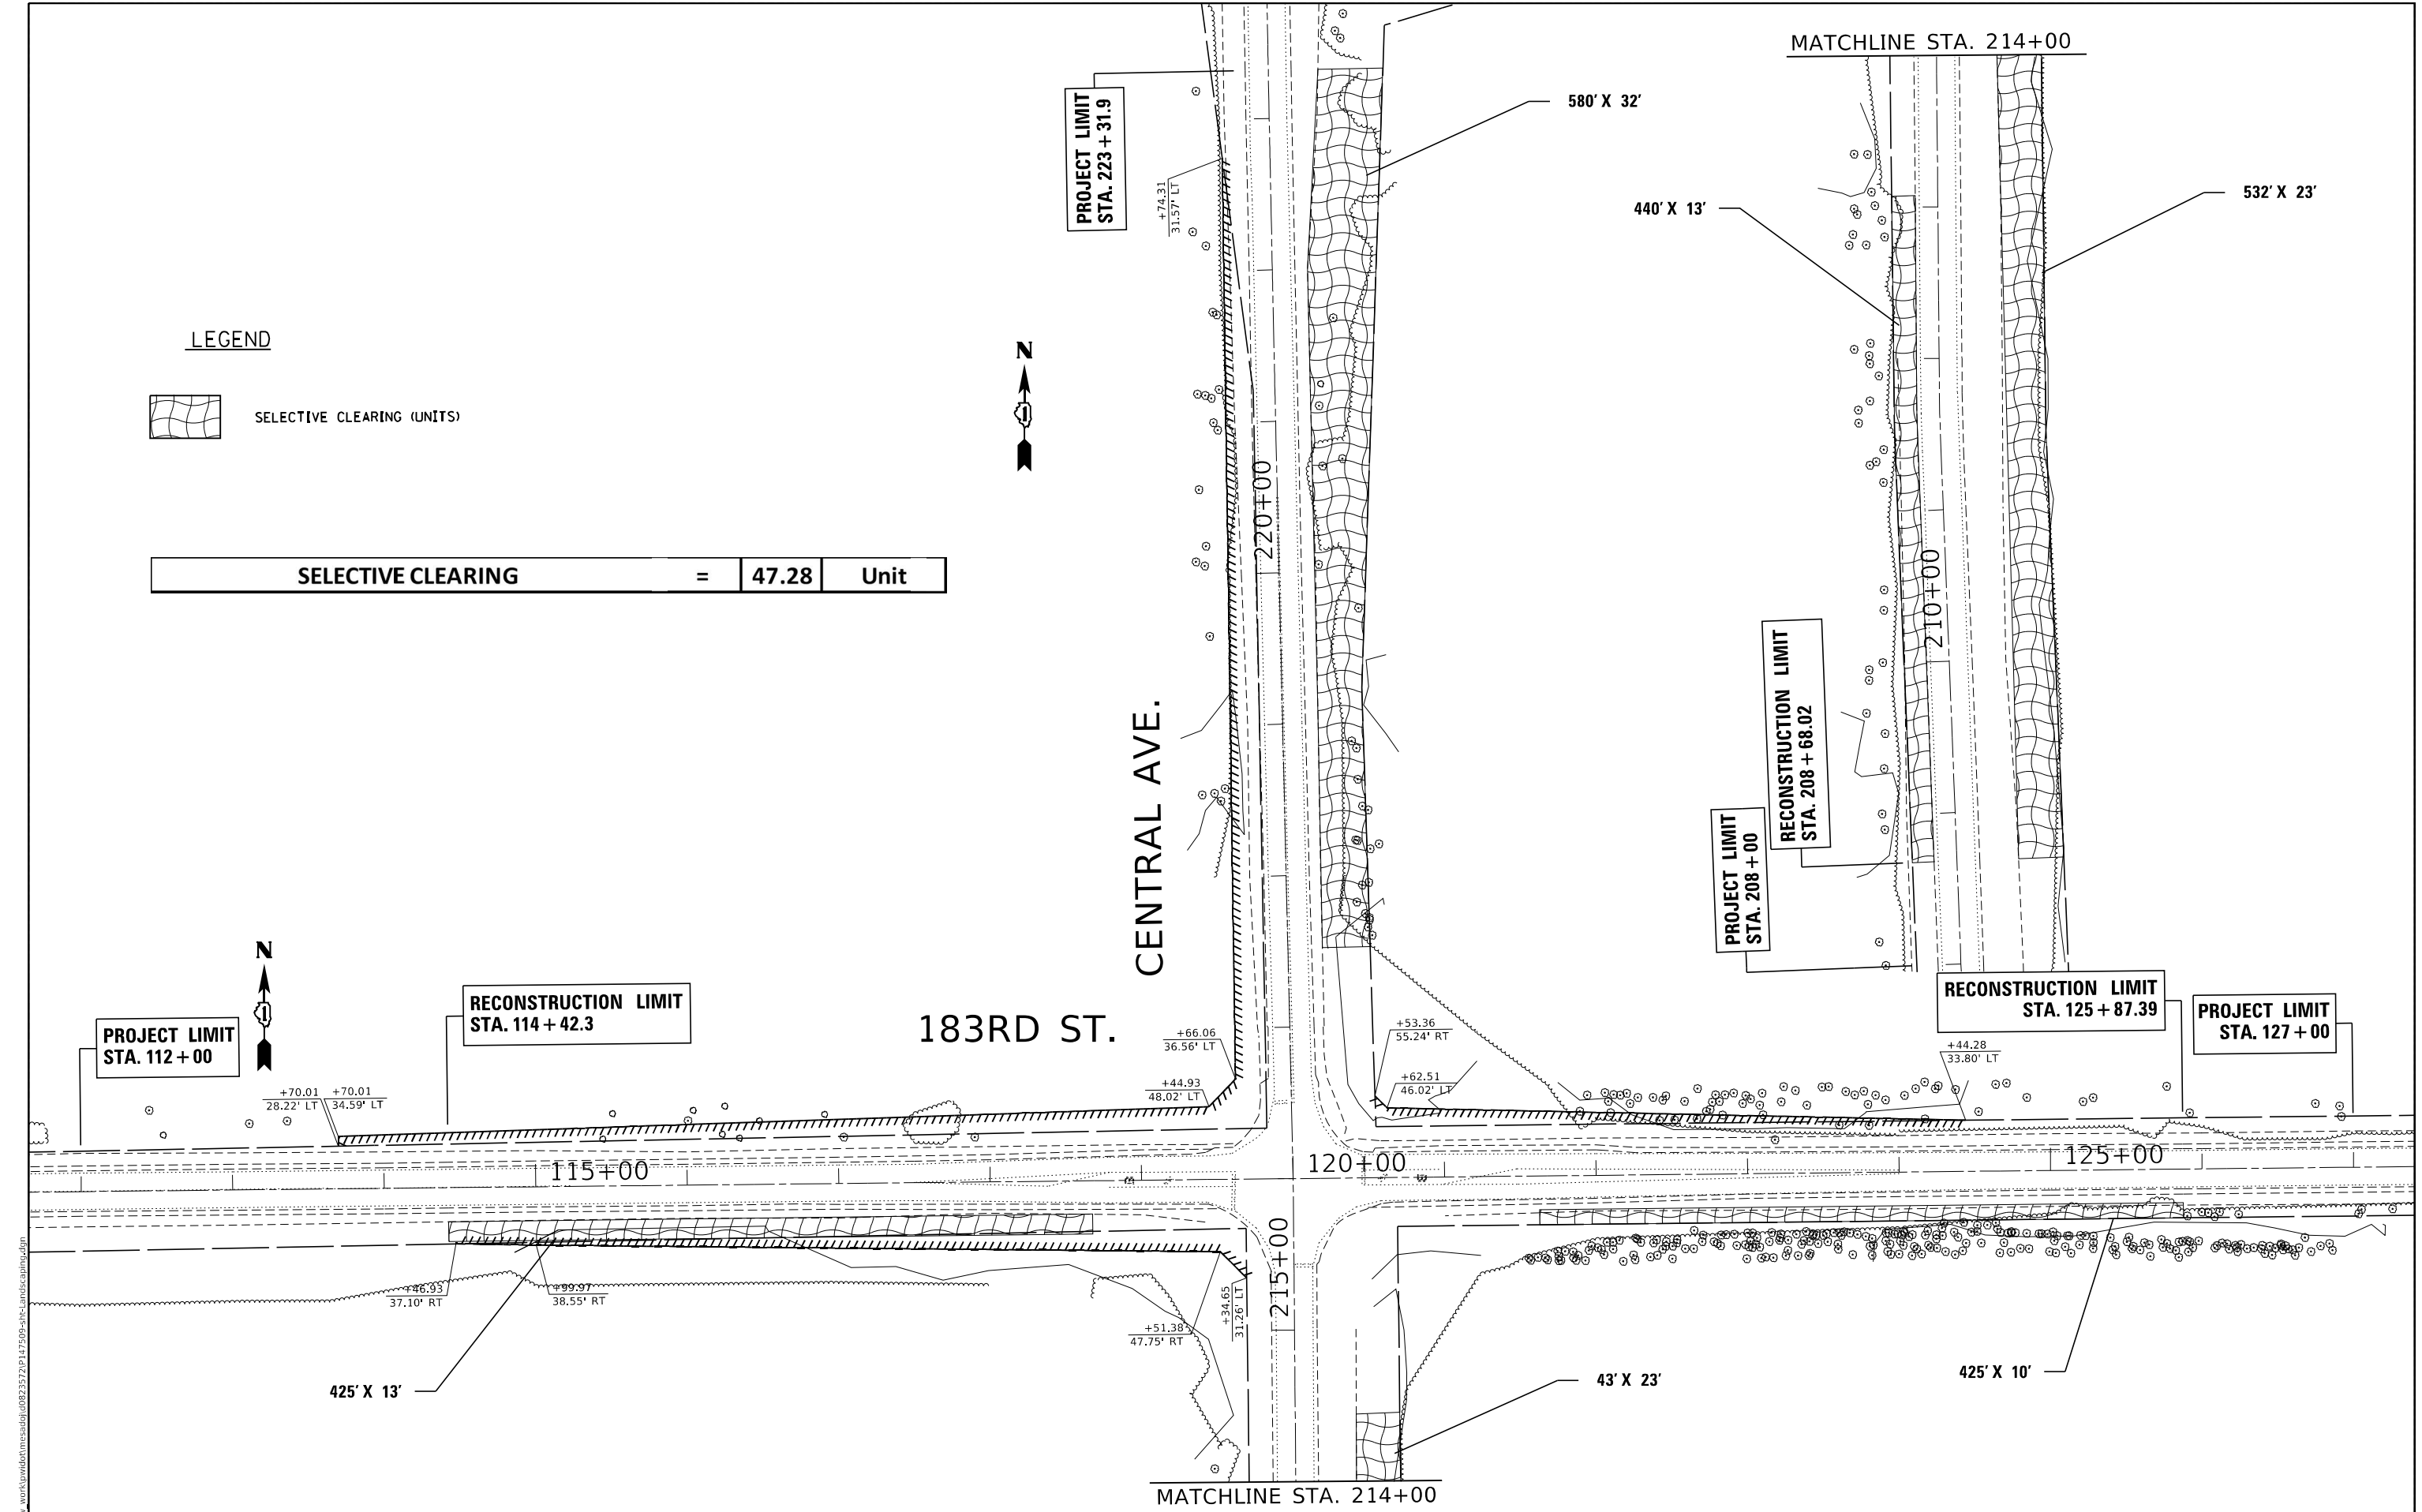 MATCHLINE STA. 214+00
PROJECT LIMIT
STA. 223+31.9
580' X 32'
+74.31
31.57' LT
440' X 13'
532' X 23'
LEGEND
SELECTIVE CLEARING (UNITS)
N
1
SELECTIVE CLEARING = 47.28 Unit
220+00
210+00
CENTRAL AVE.
RECONSTRUCTION LIMIT
STA. 208+68.02
PROJECT LIMIT
STA. 208+00
N
1
PROJECT LIMIT
STA. 112+00
RECONSTRUCTION LIMIT
STA. 114+42.3
183RD ST.
RECONSTRUCTION LIMIT
STA. 125+87.39
PROJECT LIMIT
STA. 127+00
+70.01
28.22' LT
+70.01
34.59' LT
+66.06
36.56' LT
+44.93
48.02' LT
+53.36
55.24' RT
+62.51
46.02' LT
+44.28
33.80' LT
115+00
120+00
125+00
215+00
+46.93
37.10' RT
+99.97
38.55' RT
+51.38
47.75' RT
+34.65
31.26' LT
425' X 13'
43' X 23'
425' X 10'
MATCHLINE STA. 214+00